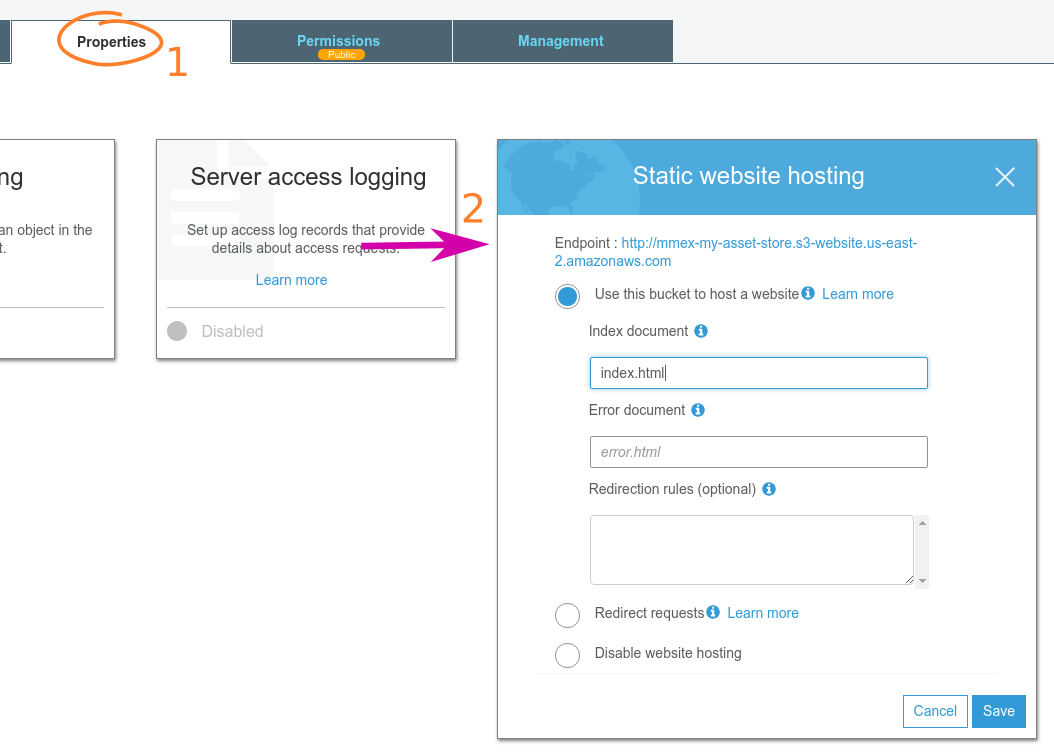 Properties
1
Permissions
Public
Management
ng
an object in the
t.
Server access logging
Set up access log records that provide
details about access requests.
Learn more
Disabled
2
Static website hosting
Endpoint : http://mmex-my-asset-store.s3-website.us-east-
2.amazonaws.com
Use this bucket to host a website Learn more
Index document
index.html
Error document
error.html
Redirection rules (optional)
Redirect requests Learn more
Disable website hosting
Cancel Save